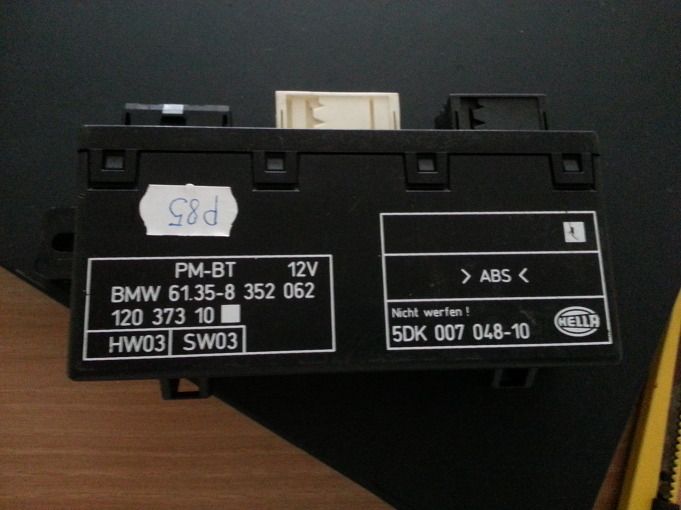 P85
PM-BT 12V
BMW 61.35-8 352 062
120 373 10
HW03 SW03
> ABS <
Nicht werfen !
5DK 007 048-10
HELLA